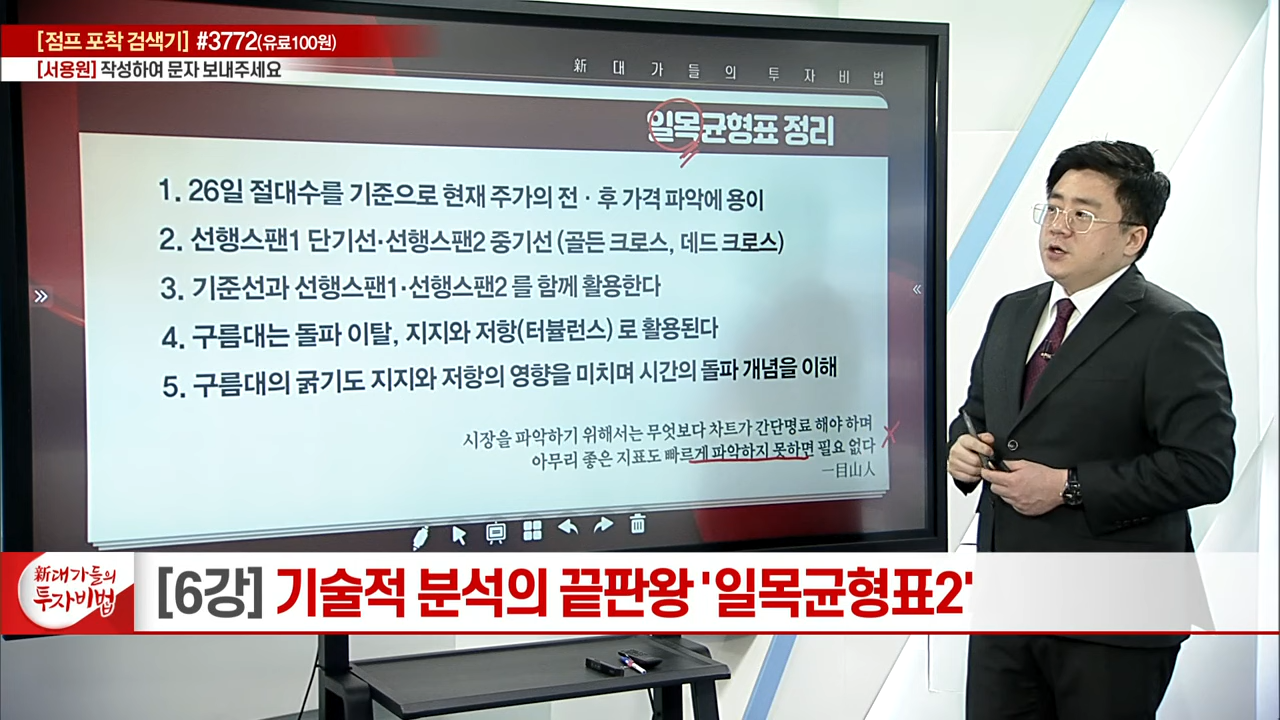 [점프 포착 검색기] #3772(유료100원)
[서용원] 작성하여 문자 보내주세요
新 대 가 들 의 투 자 비 법
일목균형표 정리
1. 26일 절대수를 기준으로 현재 주가의 전 · 후 가격 파악에 용이
2. 선행스팬1 단기선·선행스팬2 중기선 (골든 크로스, 데드 크로스)
3. 기준선과 선행스팬1·선행스팬2 를 함께 활용한다
4. 구름대는 돌파 이탈, 지지와 저항(터뷸런스) 로 활용된다
5. 구름대의 굵기도 지지와 저항의 영향을 미치며 시간의 돌파 개념을 이해
시장을 파악하기 위해서는 무엇보다 차트가 간단명료 해야 하며
아무리 좋은 지표도 빠르게 파악하지 못하면 필요 없다
一目山人
新대가들의
투자비법
[6강] 기술적 분석의 끝판왕 '일목균형표2'